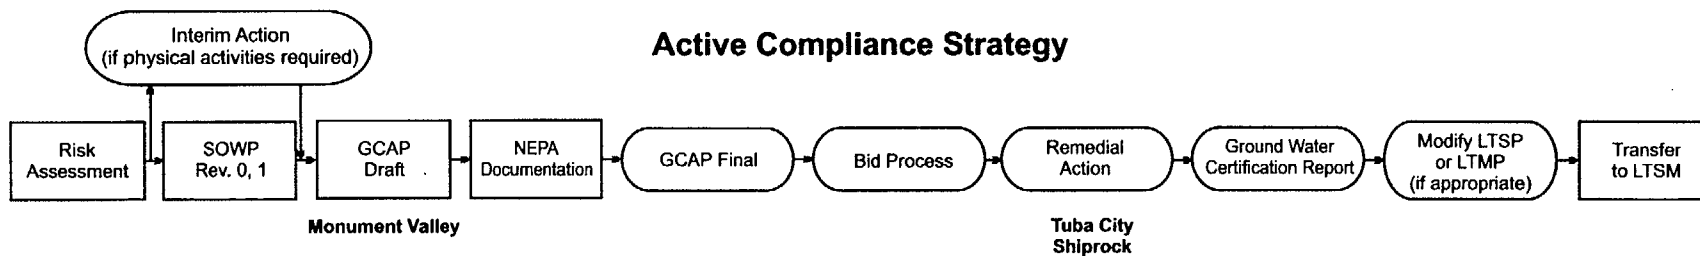 Active Compliance Strategy
Interim Action
(if physical activities required)
Risk
Assessment
SOWP
Rev. 0, 1
GCAP
Draft
NEPA
Documentation
GCAP Final
Bid Process
Remedial
Action
Ground Water
Certification Report
Modify LTSP
or LTMP
(if appropriate)
Transfer
to LTSM
Monument Valley
Tuba City
Shiprock